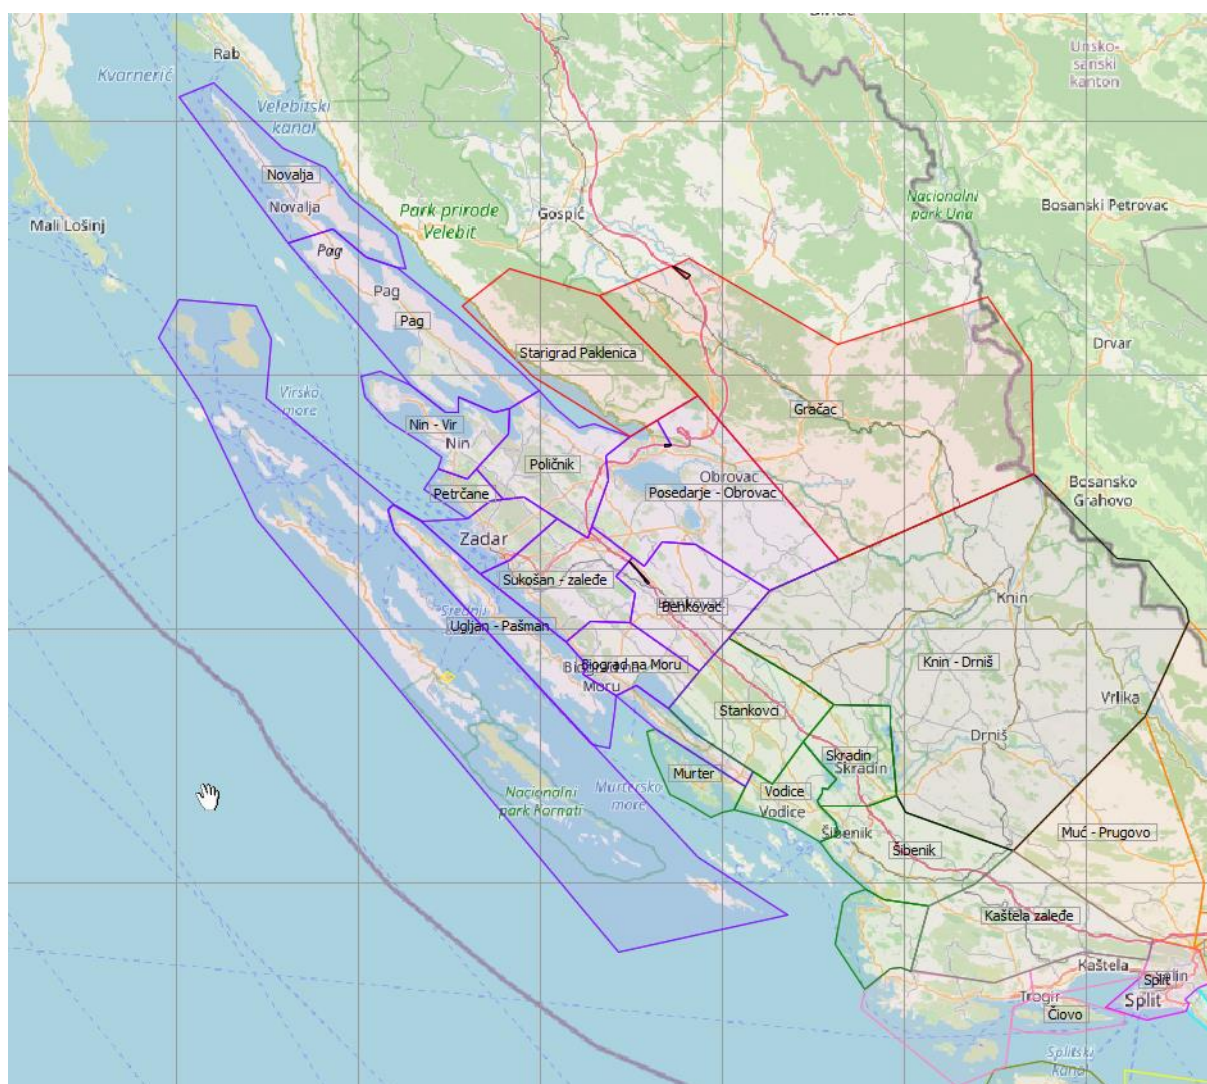 Bihać
Unsko-
sanski
kanton
Rab
Kvarnerić
Velebitski
kanal
Novalja
Novalja
Nacionalni
park Una
Bosanski Petrovac
Mali Lošinj
Park prirode
Velebit
Gospić
Pag
Pag
Pag
Drvar
Starigrad Paklenica
Virsko
more
Gračac
Nin - Vir
Nin
Poličnik
Obrovac
Posedarje - Obrovac
Petrčane
Bosansko
Grahovo
Zadar
Sukošan - zaleđe
Knin
Benkovac
Ugljan - Pašman
Biograd na Moru
Moru
Knin - Drniš
Vrlika
Stankovci
Drniš
Skradin
Skradin
Murter
Murtersko
more
Vodice
Vodice
Nacionalni
park Kornati
Šibenik
Šibenik
Muć - Prugovo
Kaštela zaleđe
Kaštela
Split
Split
Trogir
Čiovo
Splitski
kanal